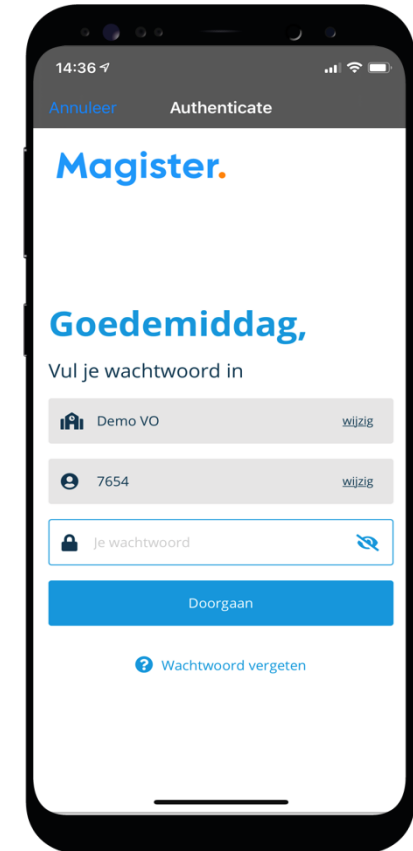 14:36
Annuleer Authenticate
Magister.
Goedemiddag,
Vul je wachtwoord in
Demo VO wijzig
7654 wijzig
Je wachtwoord
Doorgaan
Wachtwoord vergeten